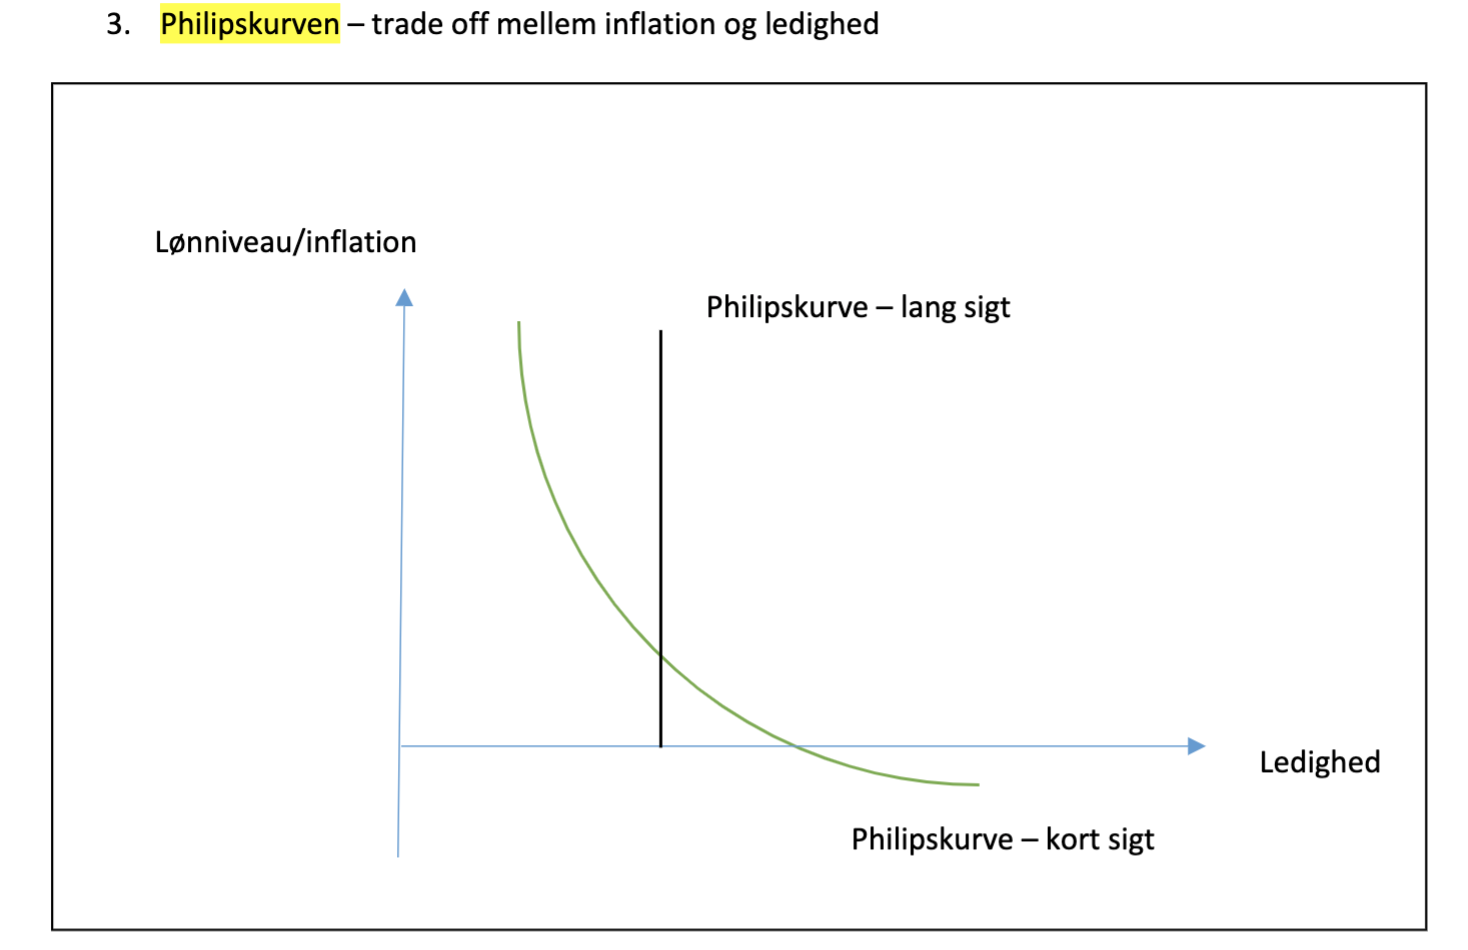 3. Philipskurven – trade off mellem inflation og ledighed
Lønniveau/inflation
Philipskurve – lang sigt
Ledighed
Philipskurve – kort sigt